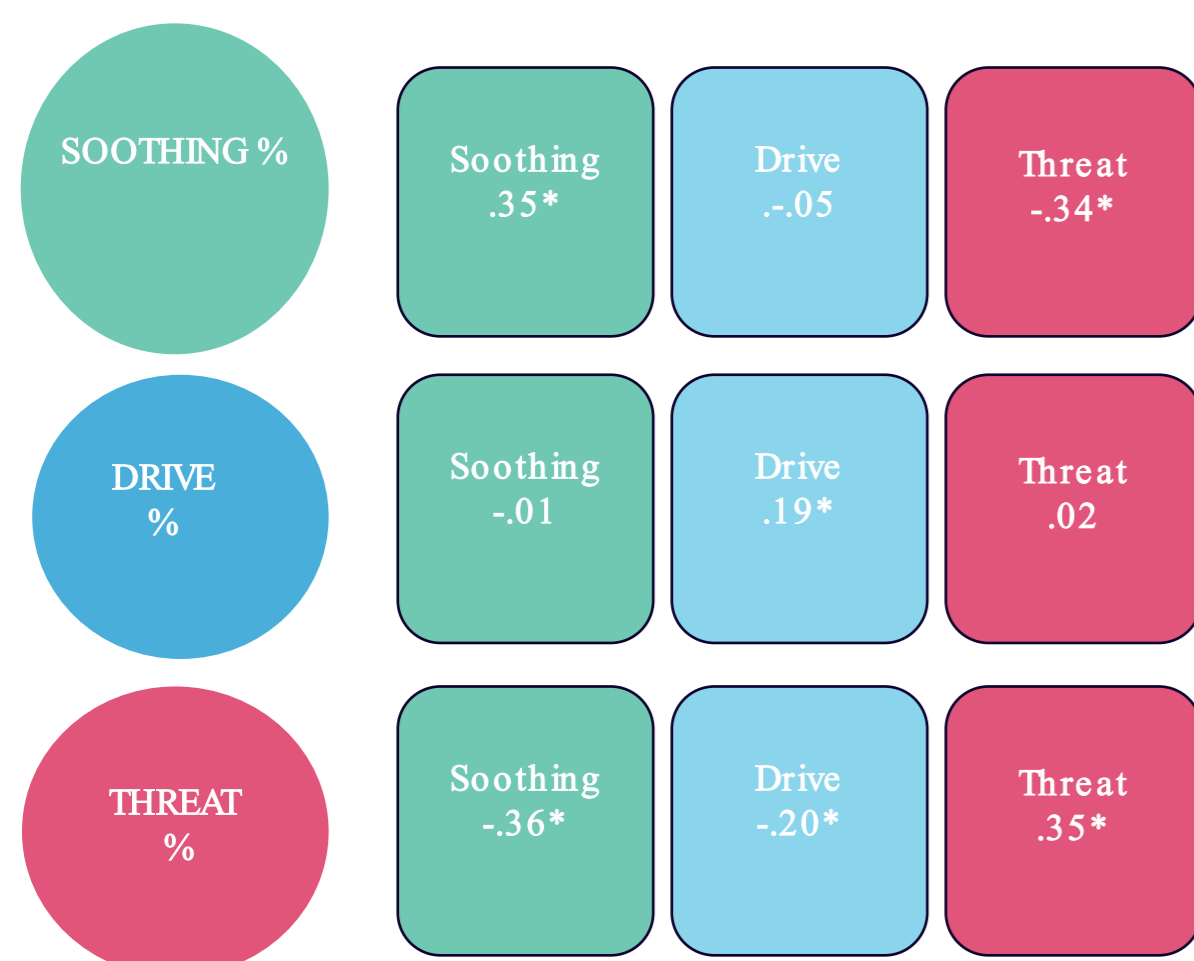 SOOTHING %
Soothing
.35*
Drive
.-.05
Threat
-.34*
DRIVE
%
Soothing
-.01
Drive
.19*
Threat
.02
THREAT
%
Soothing
-.36*
Drive
-.20*
Threat
.35*